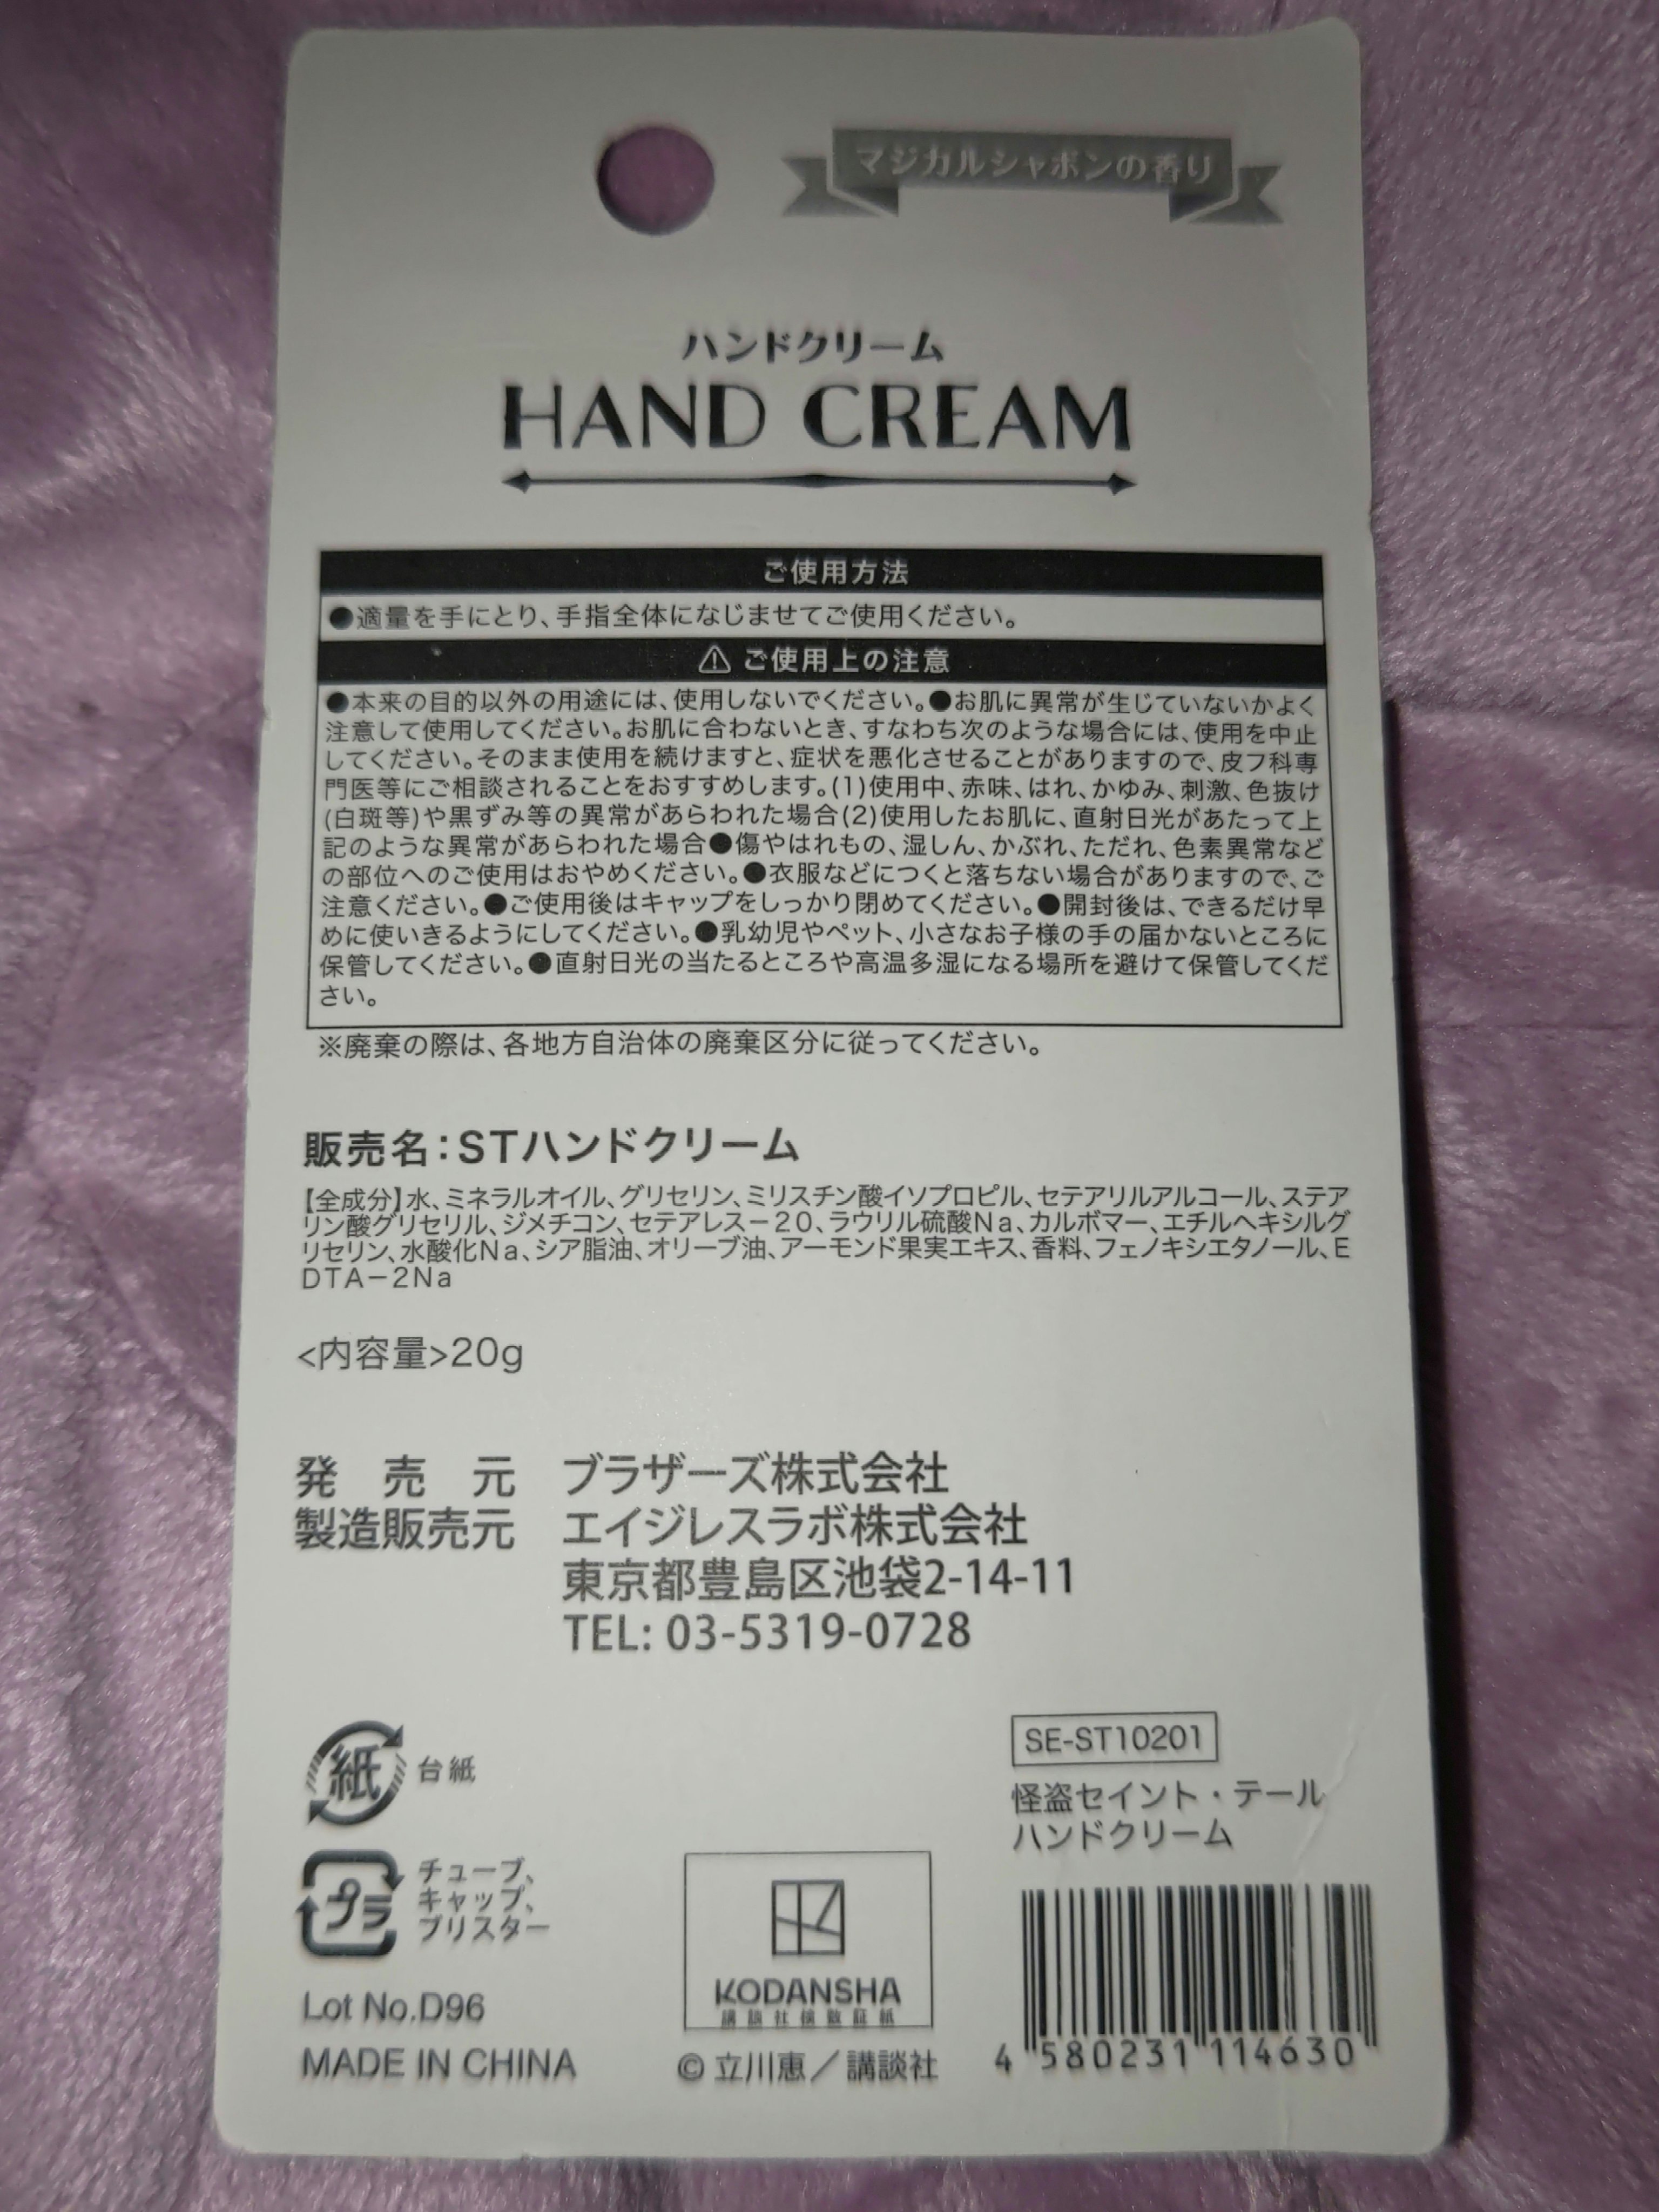 マジカルシャボンの香り
ハンドクリーム
HAND CREAM
ご使用方法
●適量を手にとり、手指全体になじませてご使用ください。
⚠ ご使用上の注意
●本来の目的以外の用途には、使用しないでください。●お肌に異常が生じていないかよく
注意して使用してください。お肌に合わないとき、すなわち次のような場合には、使用を中止
してください。そのまま使用を続けますと、症状を悪化させることがありますので、皮フ科専
門医等にご相談されることをおすすめします。(1)使用中、赤味、はれ、かゆみ、刺激、色抜け
(白斑等)や黒ずみ等の異常があらわれた場合(2)使用したお肌に、直射日光があたって上
記のような異常があらわれた場合●傷やはれもの、湿しん、かぶれ、ただれ、色素異常など
の部位へのご使用はおやめください。●衣服などにつくと落ちない場合がありますので、ご
注意ください。●ご使用後はキャップをしっかり閉めてください。●開封後は、できるだけ早
めに使いきるようにしてください。●乳幼児やペット、小さなお子様の手の届かないところに
保管してください。●直射日光の当たるところや高温多湿になる場所を避けて保管してくだ
さい。
※廃棄の際は、各地方自治体の廃棄区分に従ってください。
販売名：STハンドクリーム
【全成分】水、ミネラルオイル、グリセリン、ミリスチン酸イソプロピル、セテアリルアルコール、ステア
リン酸グリセリル、ジメチコン、セテアレス－20、ラウリル硫酸Na、カルボマー、エチルヘキシルグ
リセリン、水酸化Na、シア脂油、オリーブ油、アーモンド果実エキス、香料、フェノキシエタノール、E
DTA－2Na
<内容量>20g
発売元 ブラザーズ株式会社
製造販売元 エイジレスラボ株式会社
東京都豊島区池袋2-14-11
TEL: 03-5319-0728
紙 台紙
プラ チューブ、
キャップ、
ブリスター
Lot No.D96
MADE IN CHINA
KODANSHA
講談社検数証紙
© 立川恵／講談社
SE-ST10201
怪盗セイント・テール
ハンドクリーム
4 580231 114630